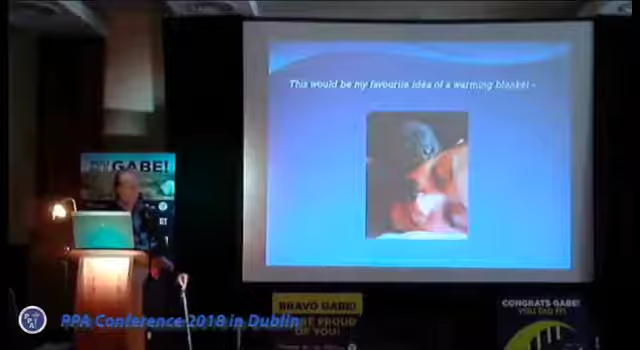 This would be my favourite idea of a warming blanket -
GABE!
BRAVO GABE!
PROUD
OF YOU!
CONGRATS GABE!
YOU DID IT!
PPA Conference 2018 in Dublin